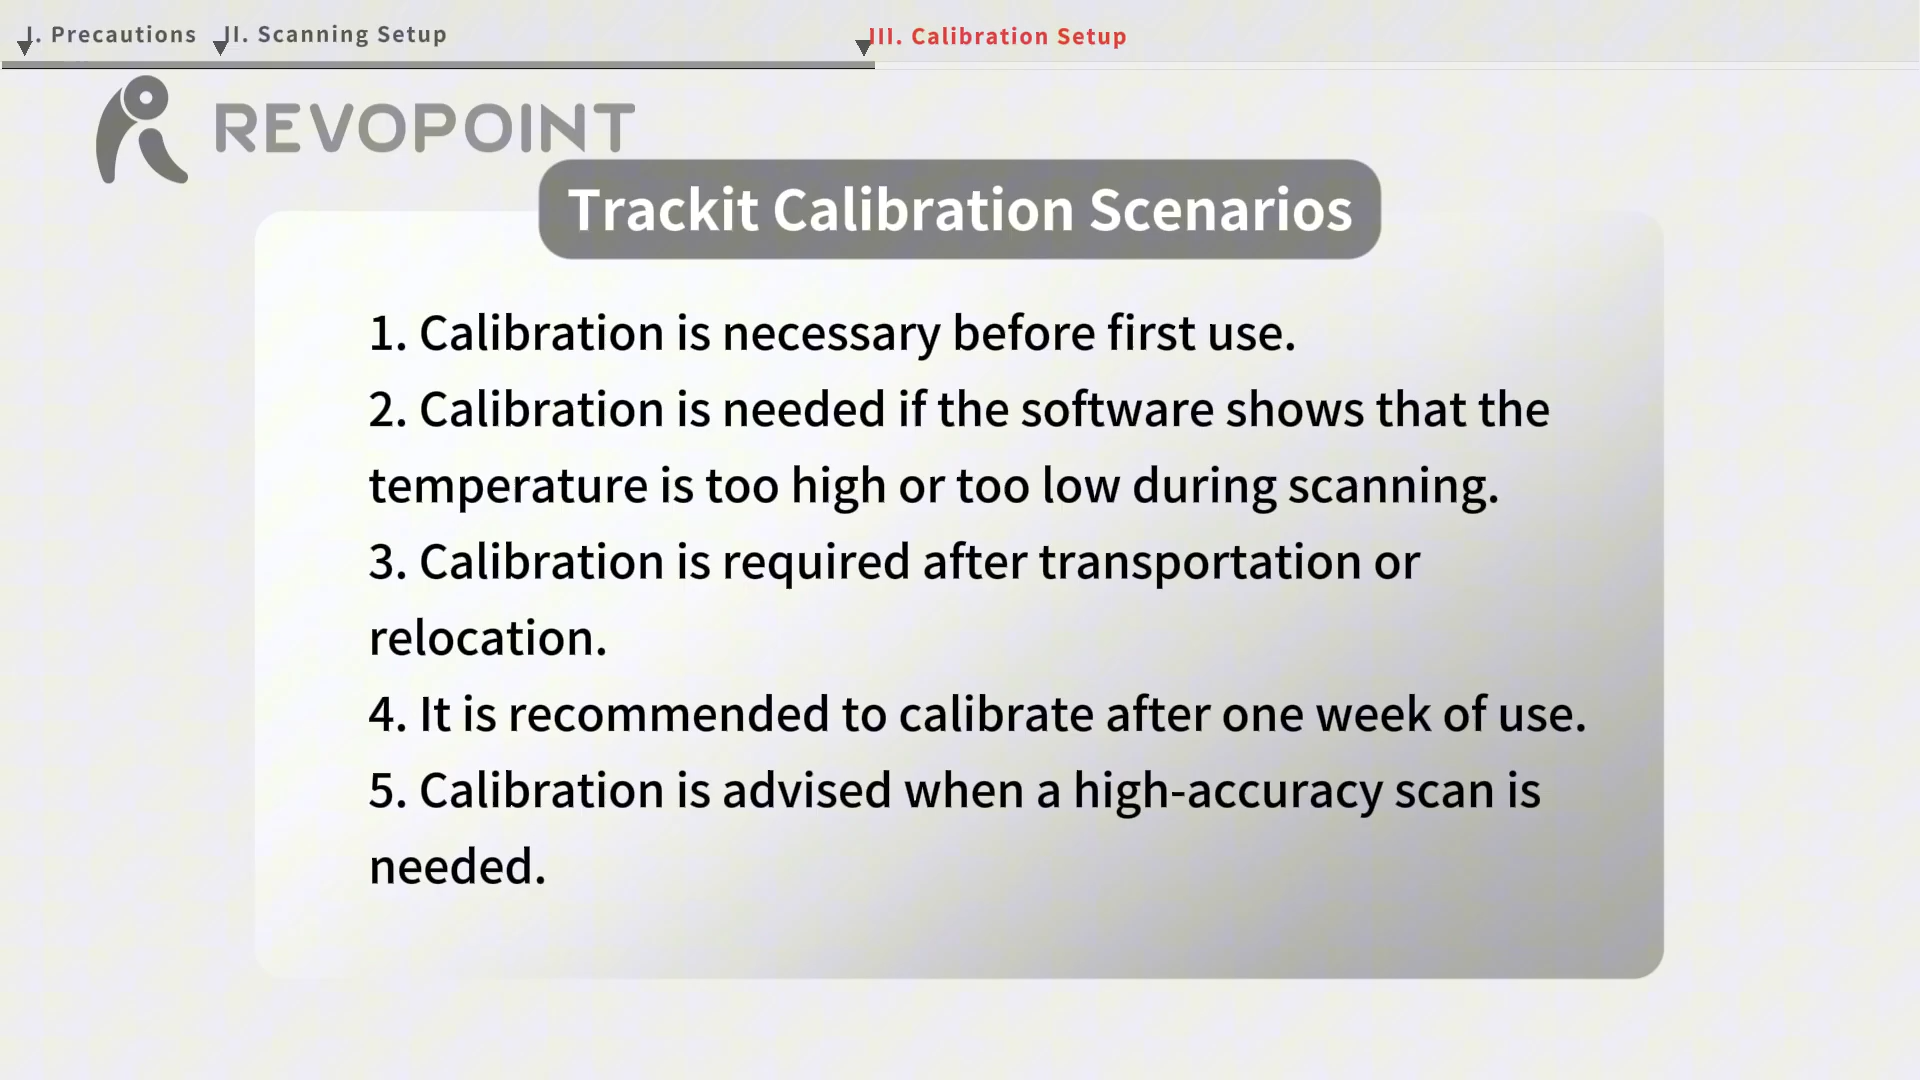 I. Precautions
II. Scanning Setup
III. Calibration Setup
REVOPOINT
Trackit Calibration Scenarios
1. Calibration is necessary before first use.
2. Calibration is needed if the software shows that the
temperature is too high or too low during scanning.
3. Calibration is required after transportation or
relocation.
4. It is recommended to calibrate after one week of use.
5. Calibration is advised when a high-accuracy scan is
needed.